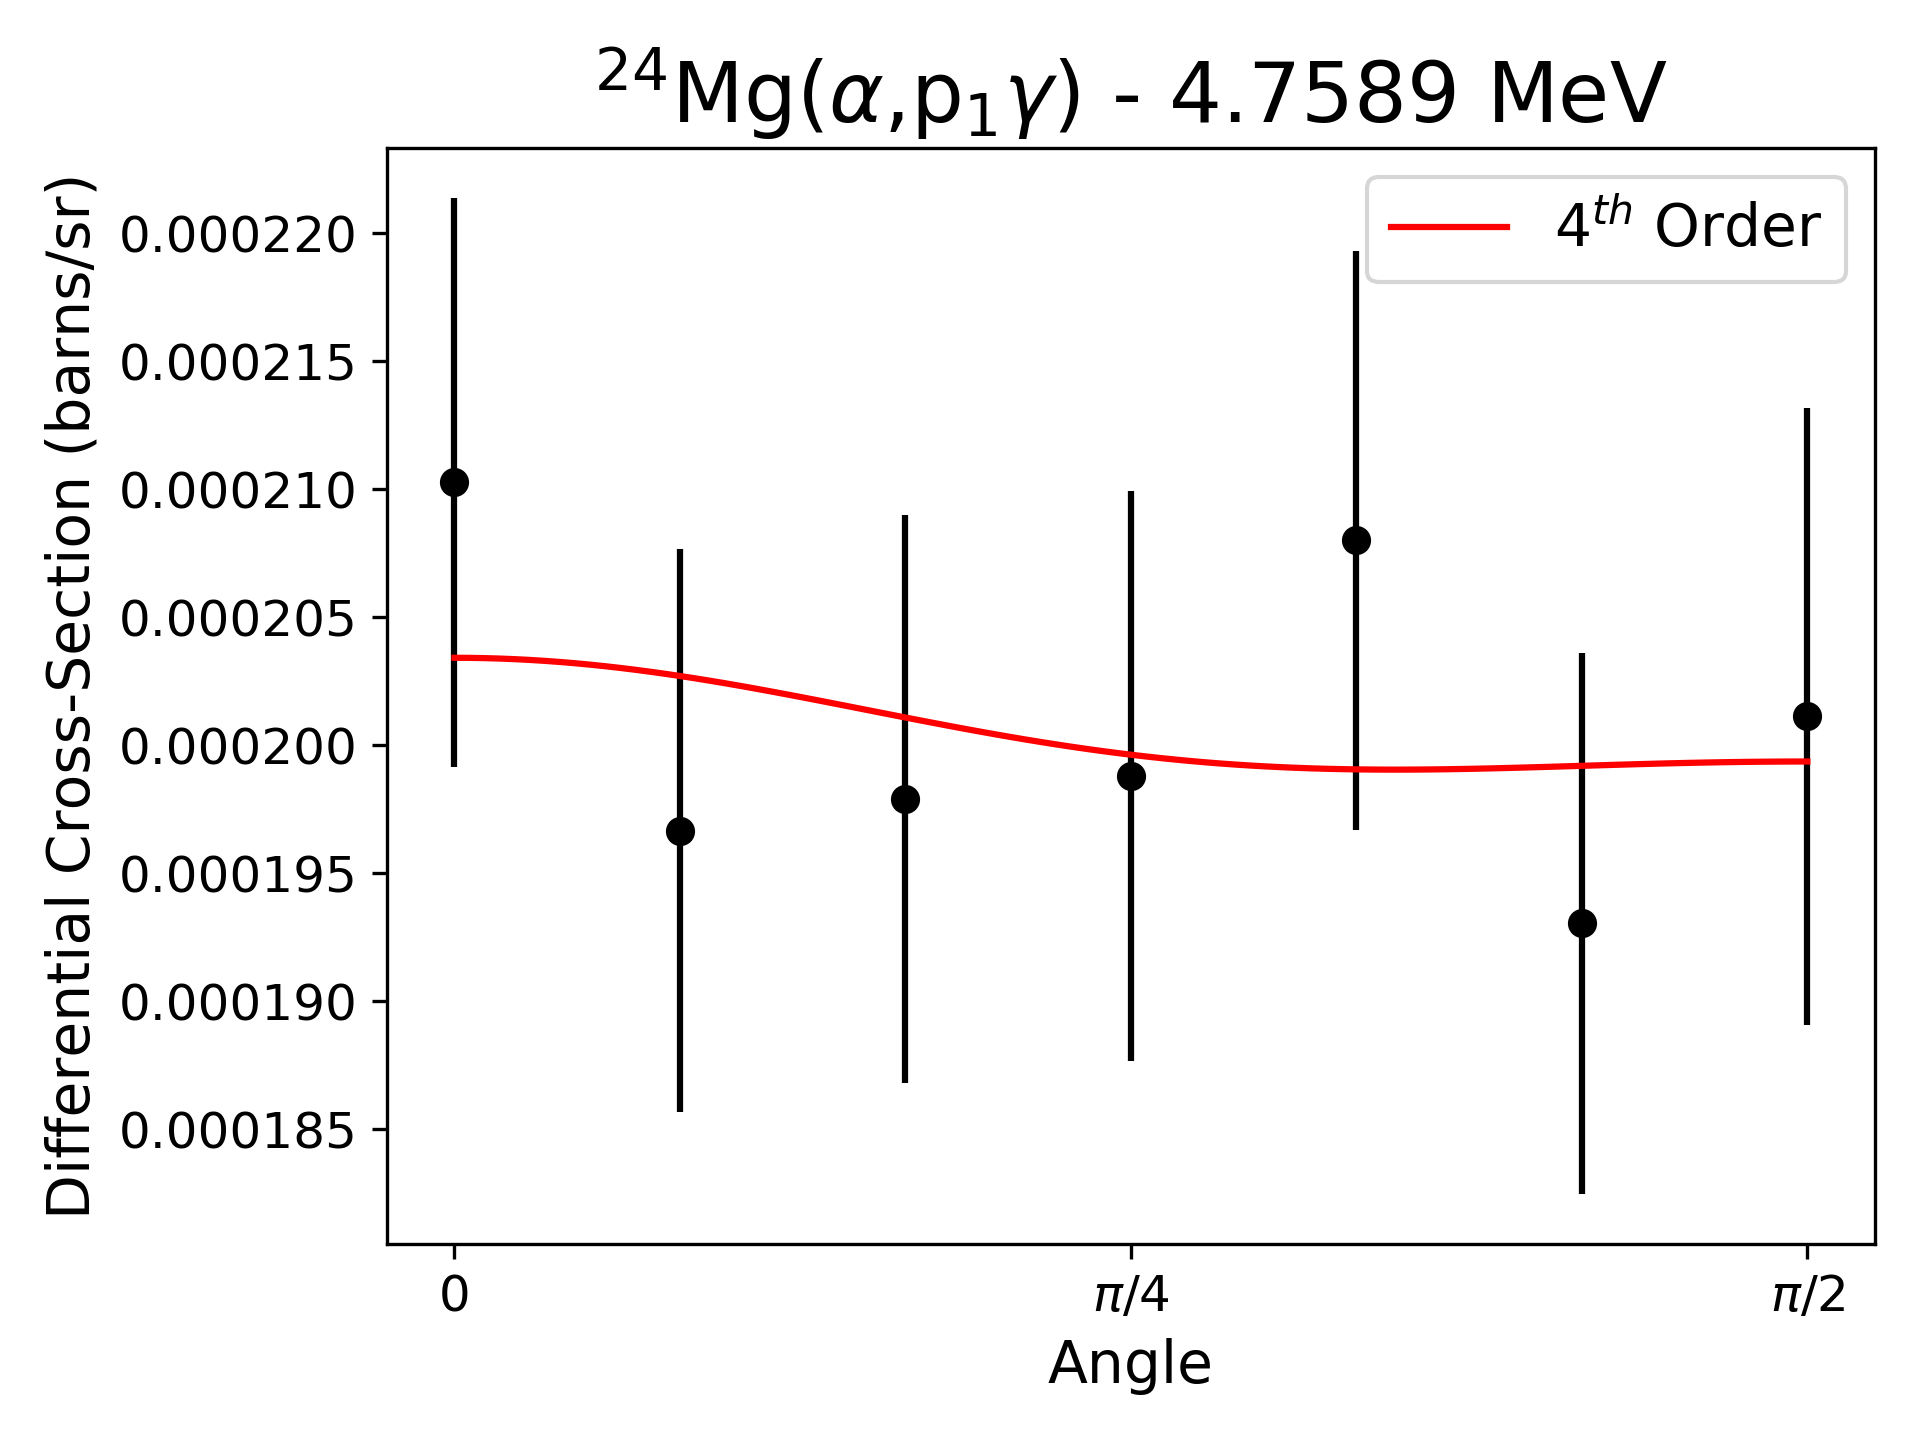 ²⁴Mg(α,p₁γ) - 4.7589 MeV
4ᵗʰ Order
Differential Cross-Section (barns/sr)
0.000220
0.000215
0.000210
0.000205
0.000200
0.000195
0.000190
0.000185
0
π/4
π/2
Angle